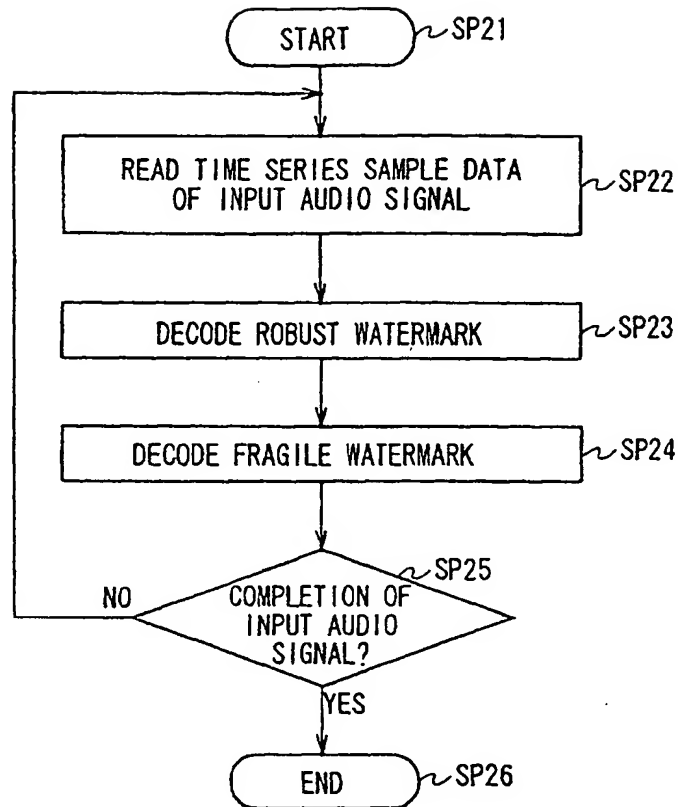 START
SP21
READ TIME SERIES SAMPLE DATA
OF INPUT AUDIO SIGNAL
SP22
DECODE ROBUST WATERMARK
SP23
DECODE FRAGILE WATERMARK
SP24
SP25
NO
COMPLETION OF
INPUT AUDIO
SIGNAL?
YES
END
SP26